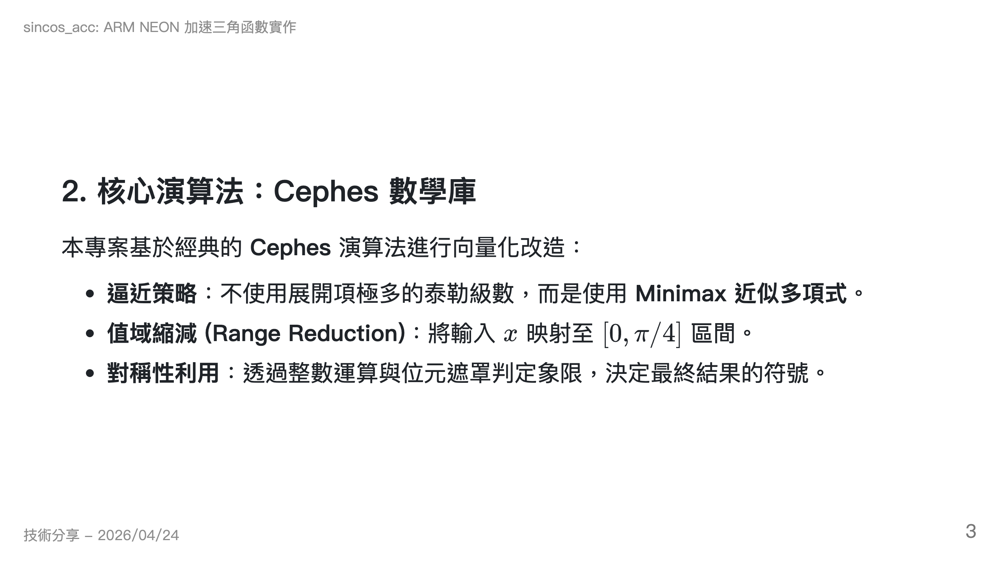 sincos_acc: ARM NEON 加速三角函數實作
2. 核心演算法：Cephes 數學庫
本專案基於經典的 Cephes 演算法進行向量化改造：
• 逼近策略：不使用展開項極多的泰勒級數，而是使用 Minimax 近似多項式。
• 值域縮減 (Range Reduction)：將輸入 x 映射至 [0, π/4] 區間。
• 對稱性利用：透過整數運算與位元遮罩判定象限，決定最終結果的符號。
技術分享 – 2026/04/24
3